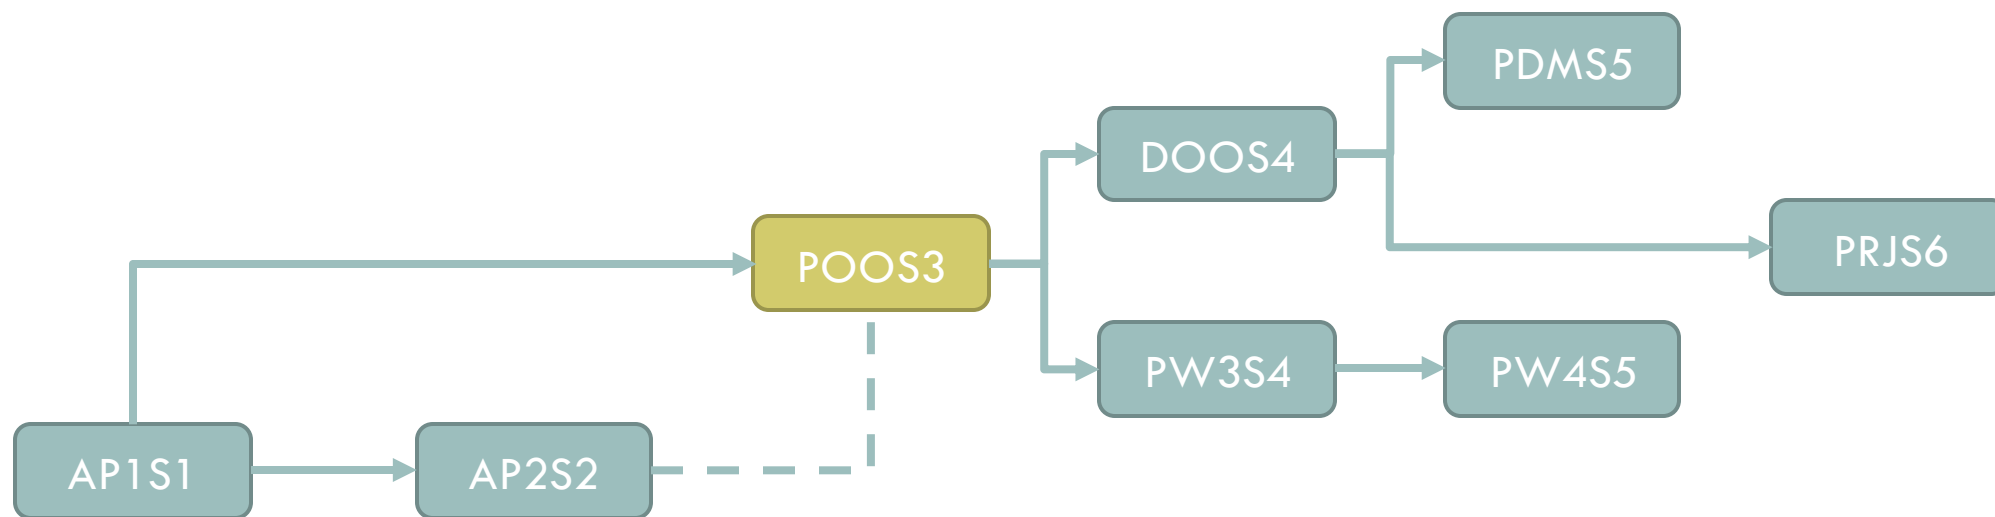 PDMS5
DOOS4
PRJS6
POOS3
PW3S4
PW4S5
AP1S1
AP2S2